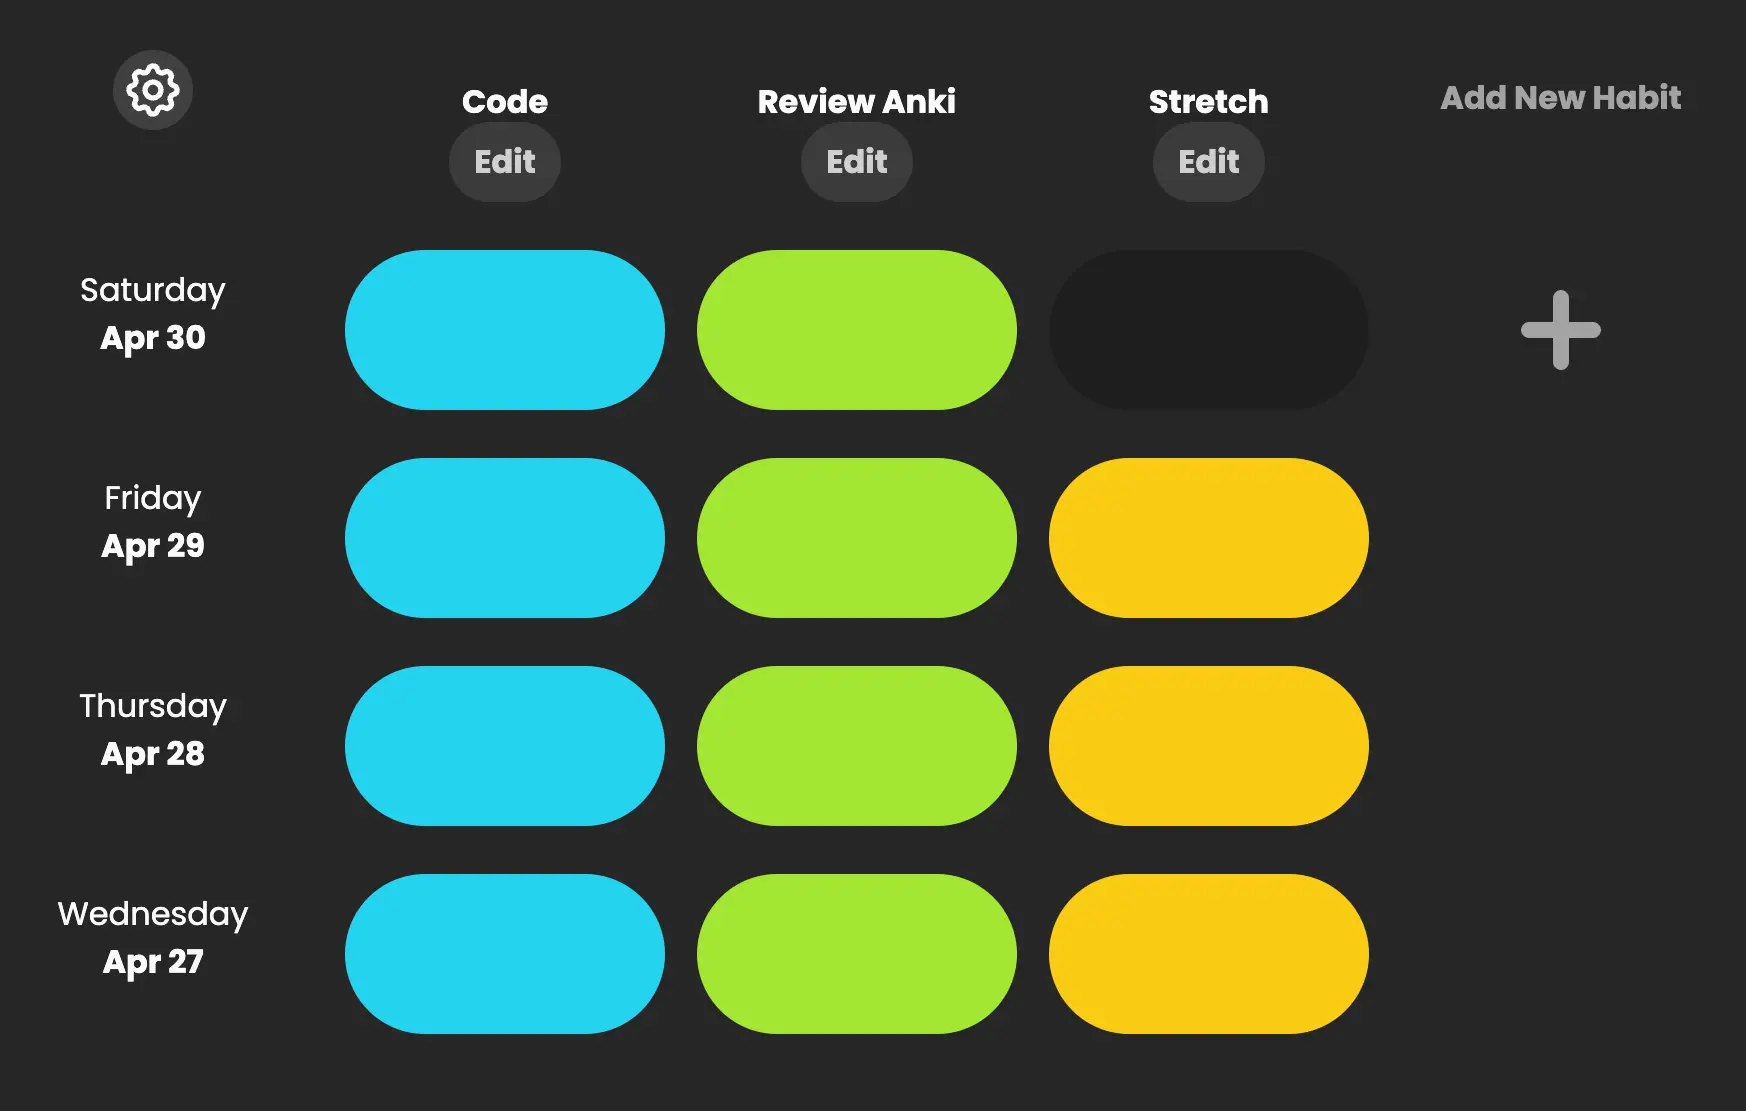 Code
Review Anki
Stretch
Add New Habit
Edit
Edit
Edit
Saturday
Apr 30
Friday
Apr 29
Thursday
Apr 28
Wednesday
Apr 27